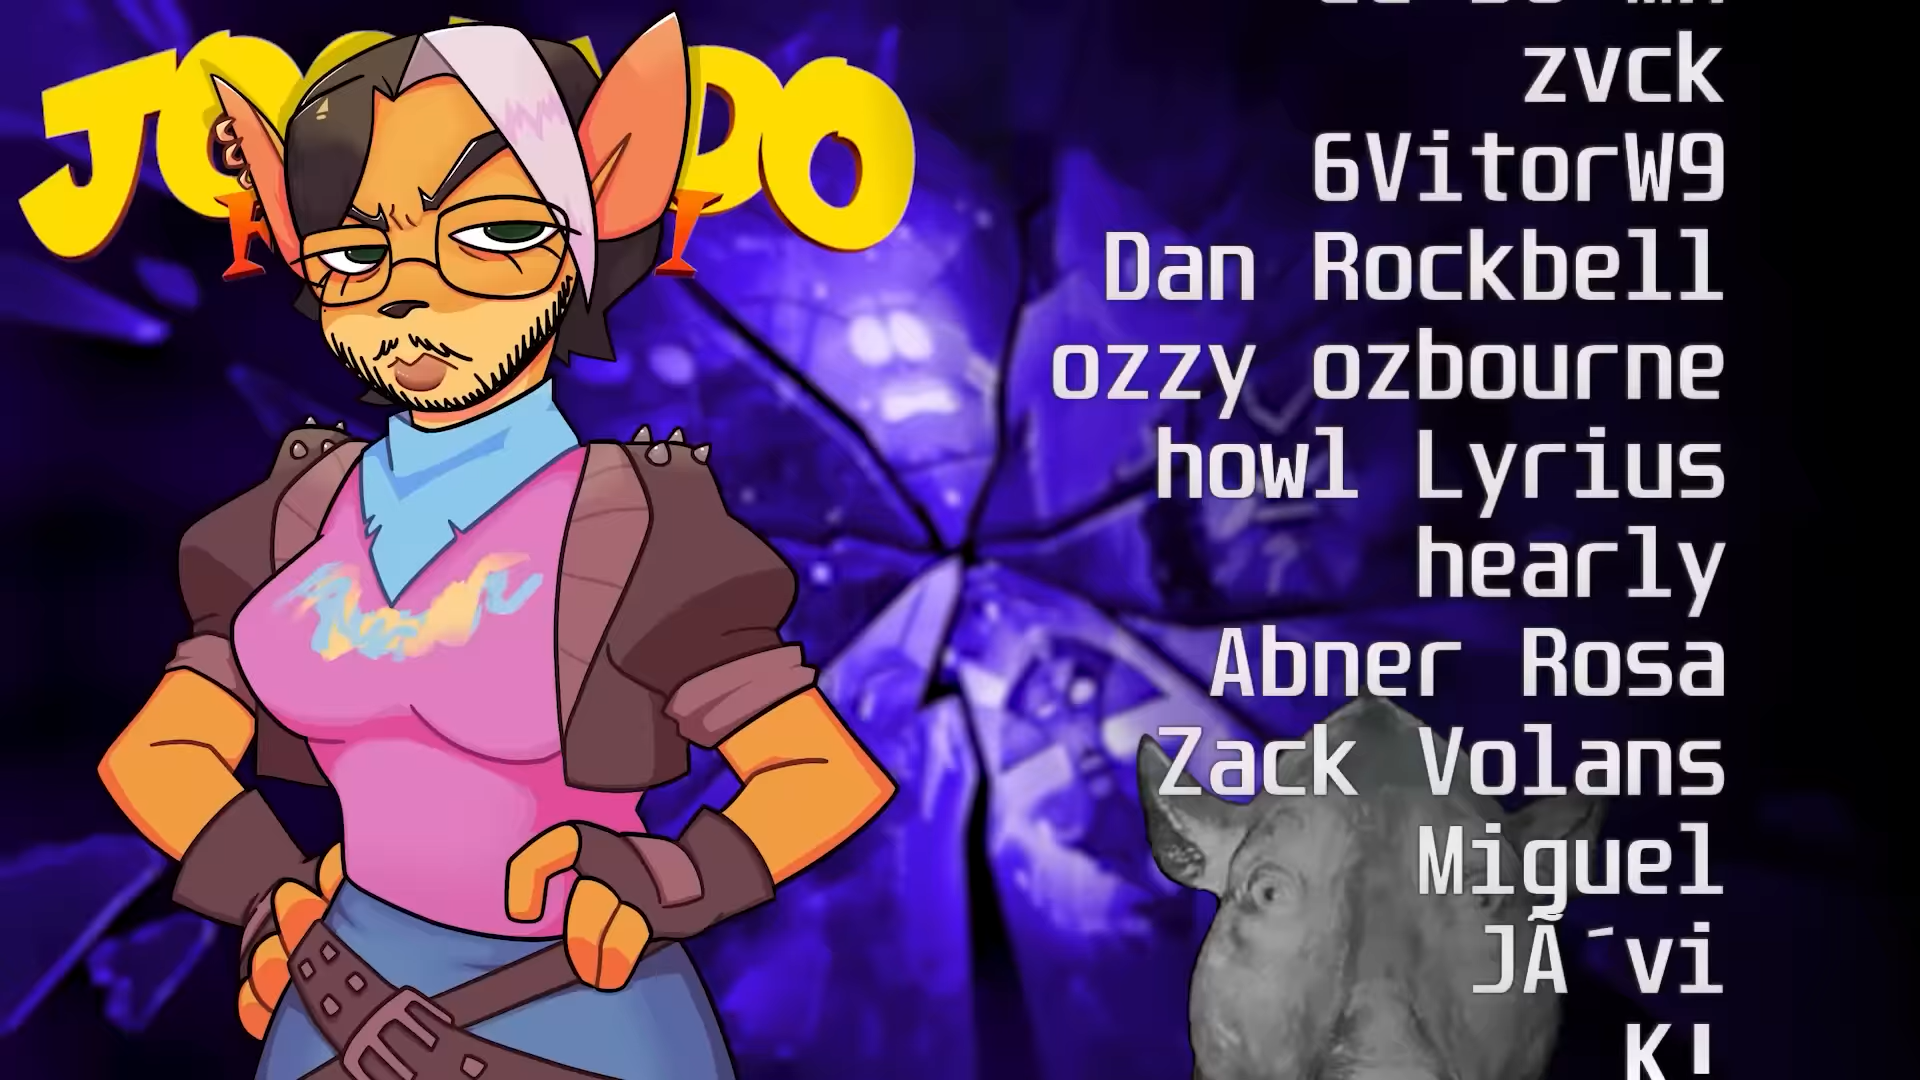 zvck
6VitorW9
Dan Rockbell
ozzy ozbourne
howl Lyrius
hearly
Abner Rosa
Zack Volans
Miguel
JÃ´vi